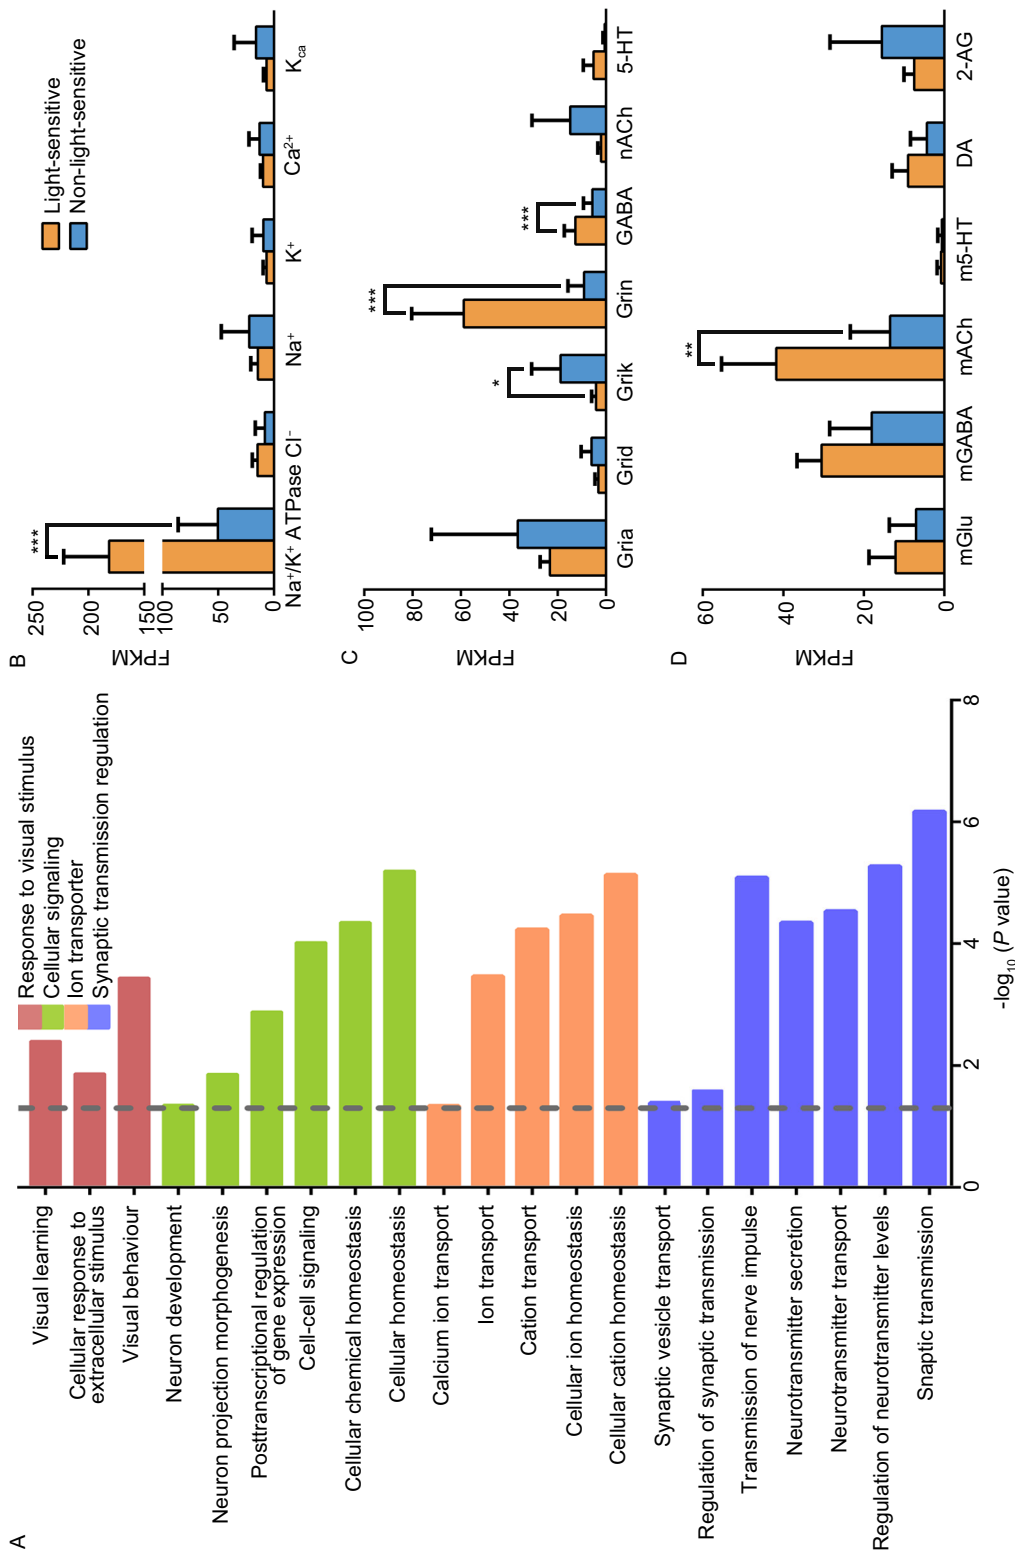 A
Response to visual stimulus
Cellular signaling
Ion transporter
Synaptic transmission regulation
Visual learning
Cellular response to
extracellular stimulus
Visual behaviour
Neuron development
Neuron projection morphogenesis
Posttranscriptional regulation
of gene expression
Cell-cell signaling
Cellular chemical homeostasis
Cellular homeostasis
Calcium ion transport
Ion transport
Cation transport
Cellular ion homeostasis
Cellular cation homeostasis
Synaptic vesicle transport
Regulation of synaptic transmission
Transmission of nerve impulse
Neurotransmitter secretion
Neurotransmitter transport
Regulation of neurotransmitter levels
Snaptic transmission
0 2 4 6 8
-log₁₀ (P value)
B
Light-sensitive
Non-light-sensitive
FPKM
250
200
150
100
50
0
***
Na⁺/K⁺ ATPase Cl⁻ Na⁺ K⁺ Ca²⁺ Kca
C
FPKM
100
80
60
40
20
0
* *** ***
Gria Grid Grik Grin GABA nACh 5-HT
D
FPKM
60
40
20
0
**
mGlu mGABA mACh m5-HT DA 2-AG